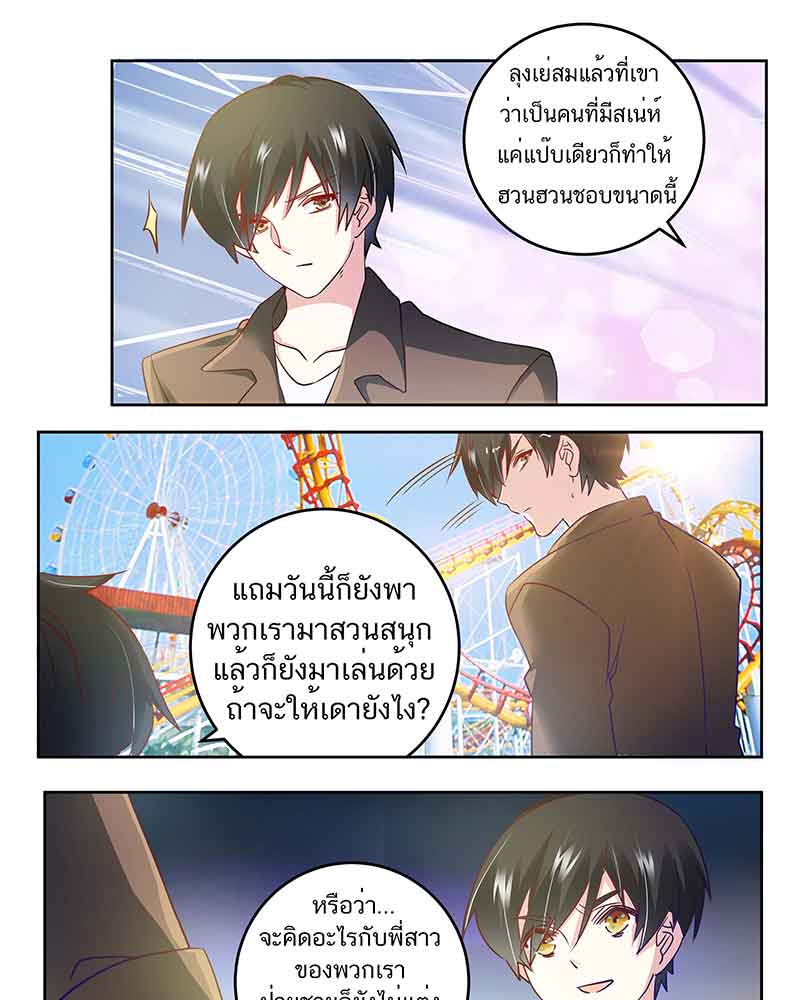 ลุงเย่สมแล้วที่เขา
ว่าเป็นคนที่มีสเน่ห์
แค่แป๊บเดียวก็ทำให้
ฮวนฮวนชอบขนาดนี้
แถมวันนี้ก็ยังพา
พวกเรามาสวนสนุก
แล้วก็ยังมาเล่นด้วย
ถ้าจะให้เดายังไง?
หรือว่า...
จะคิดอะไรกับพี่สาว
ของพวกเรา